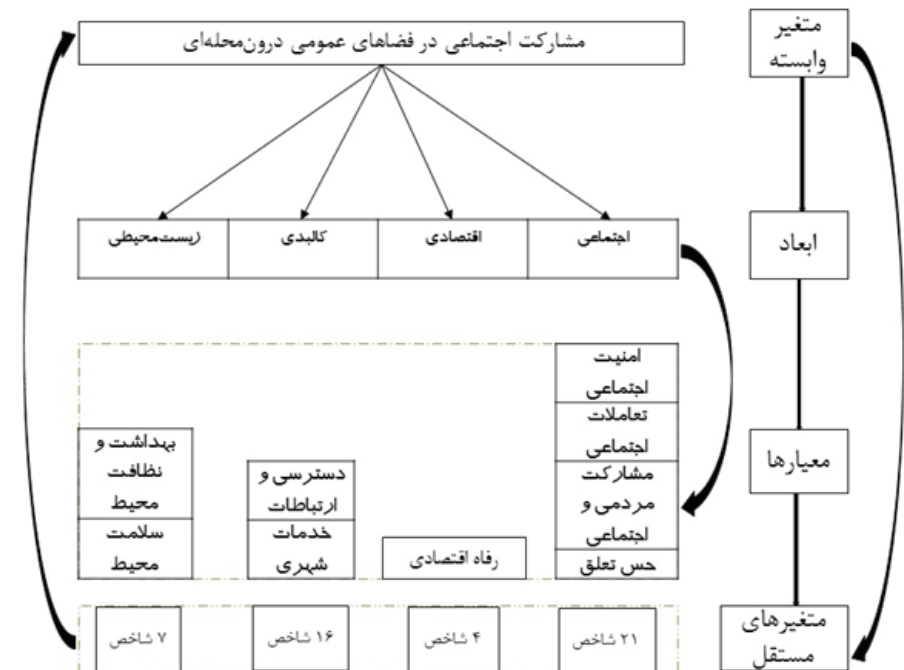 متغیر
وابسته
مشارکت اجتماعی در فضاهای عمومی درون‌محله‌ای
ابعاد
اجتماعی
اقتصادی
کالبدی
زیست‌محیطی
معیارها
امنیت
اجتماعی
تعاملات
اجتماعی
مشارکت
مردمی و
اجتماعی
حس تعلق
رفاه اقتصادی
دسترسی و
ارتباطات
خدمات
شهری
بهداشت و
نظافت
محیط
سلامت
محیط
متغیرهای
مستقل
۲۱ شاخص
۴ شاخص
۱۶ شاخص
۷ شاخص